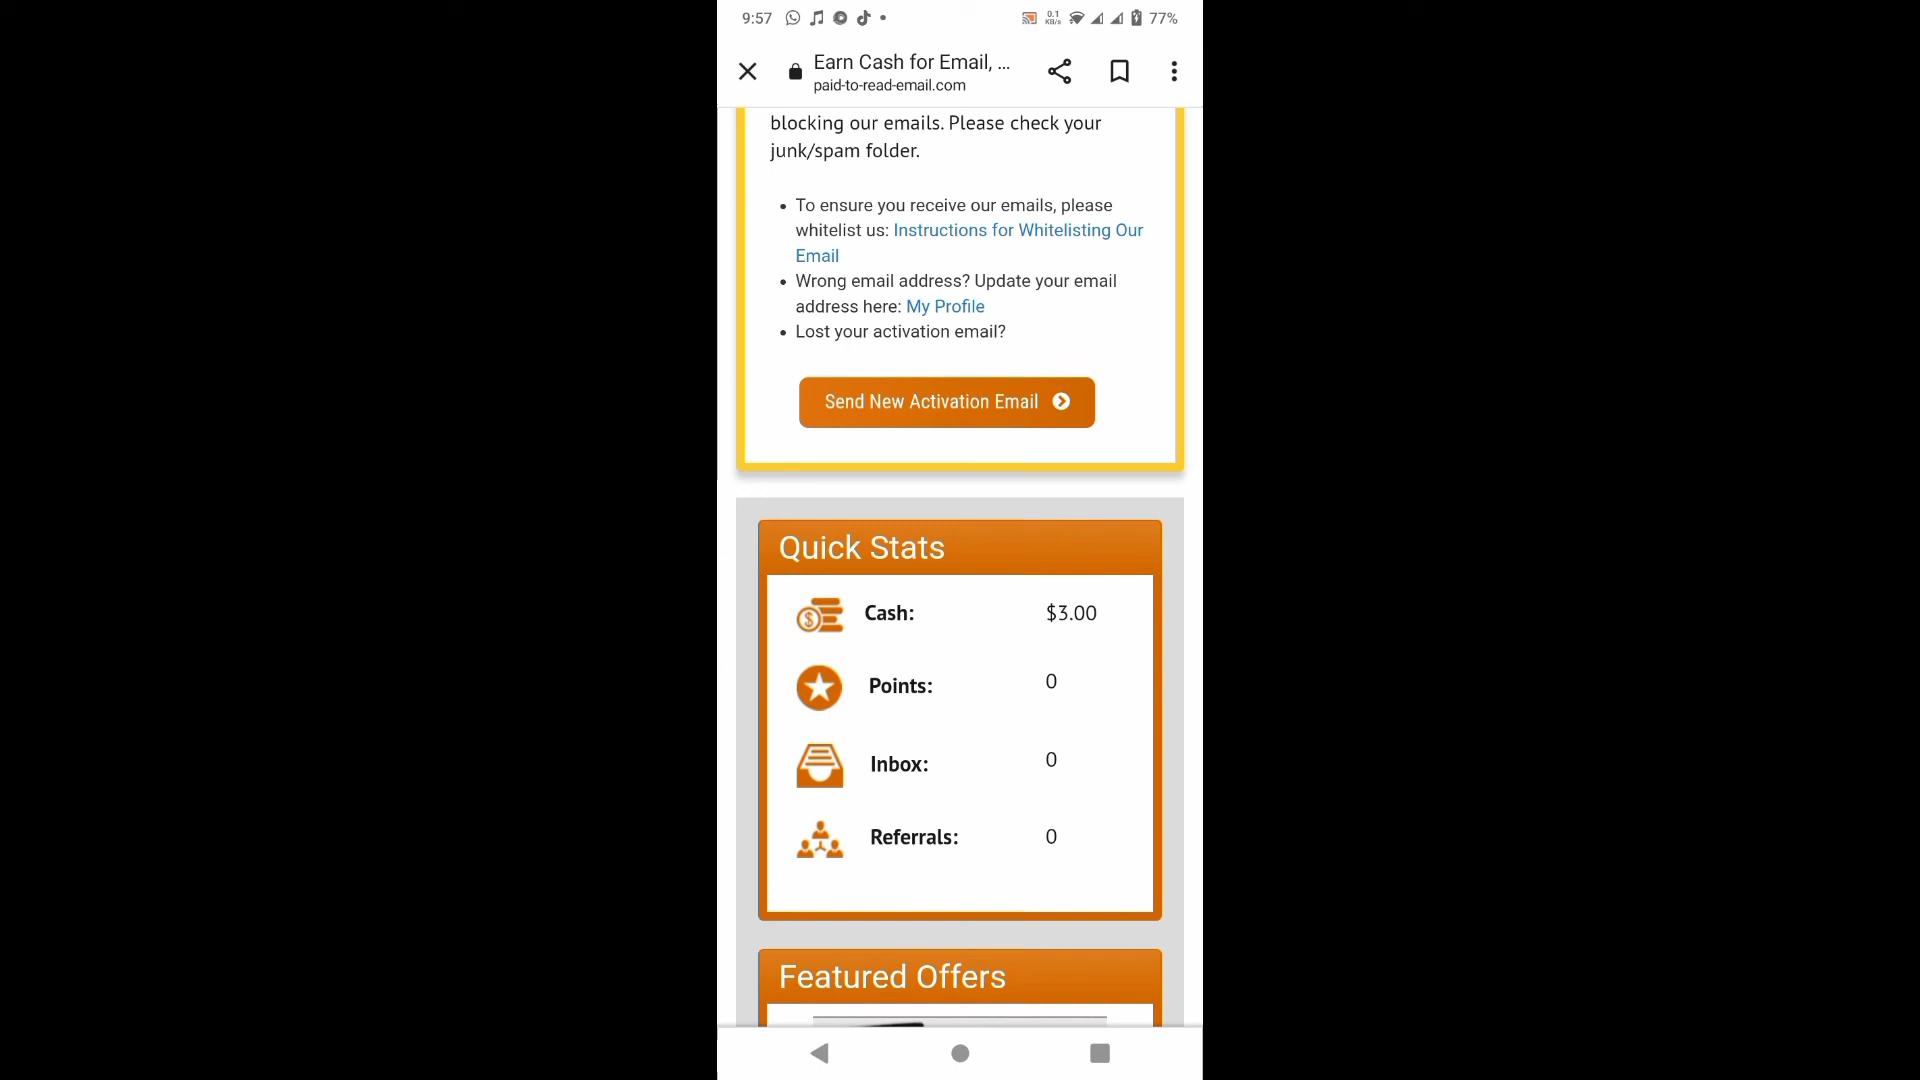 9:57
0.1
KB/s
77%
Earn Cash for Email, ...
paid-to-read-email.com
blocking our emails. Please check your
junk/spam folder.
• To ensure you receive our emails, please
whitelist us: Instructions for Whitelisting Our
Email
• Wrong email address? Update your email
address here: My Profile
• Lost your activation email?
Send New Activation Email
Quick Stats
Cash: $3.00
Points: 0
Inbox: 0
Referrals: 0
Featured Offers